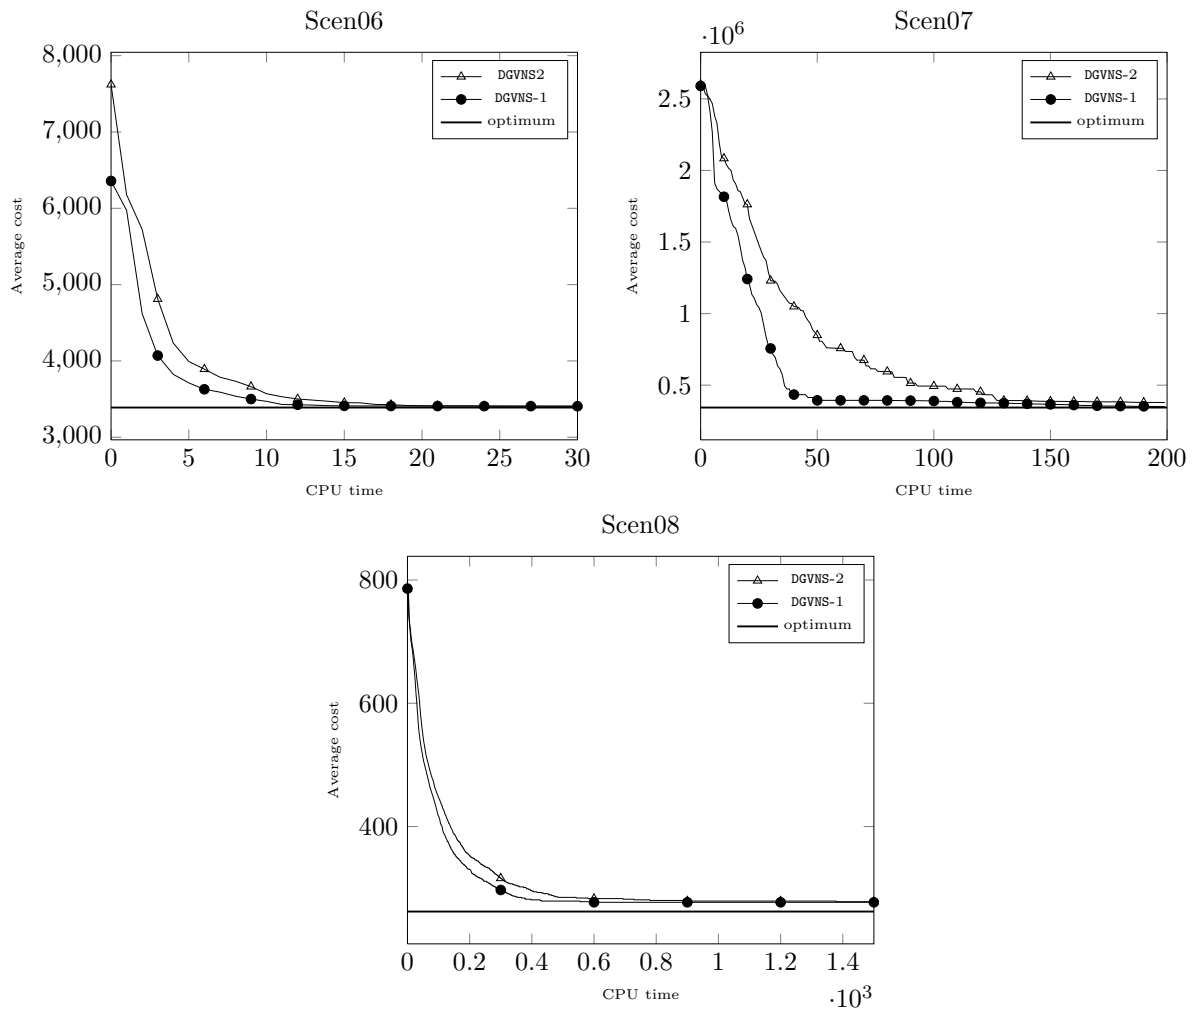 Scen06
8,000
7,000
6,000
5,000
4,000
3,000
0 5 10 15 20 25 30
Average cost
CPU time
DGVNS2
DGVNS-1
optimum
Scen07
·10^6
2.5
2
1.5
1
0.5
0 50 100 150 200
Average cost
CPU time
DGVNS-2
DGVNS-1
optimum
Scen08
800
600
400
0 0.2 0.4 0.6 0.8 1 1.2 1.4
·10^3
Average cost
CPU time
DGVNS-2
DGVNS-1
optimum